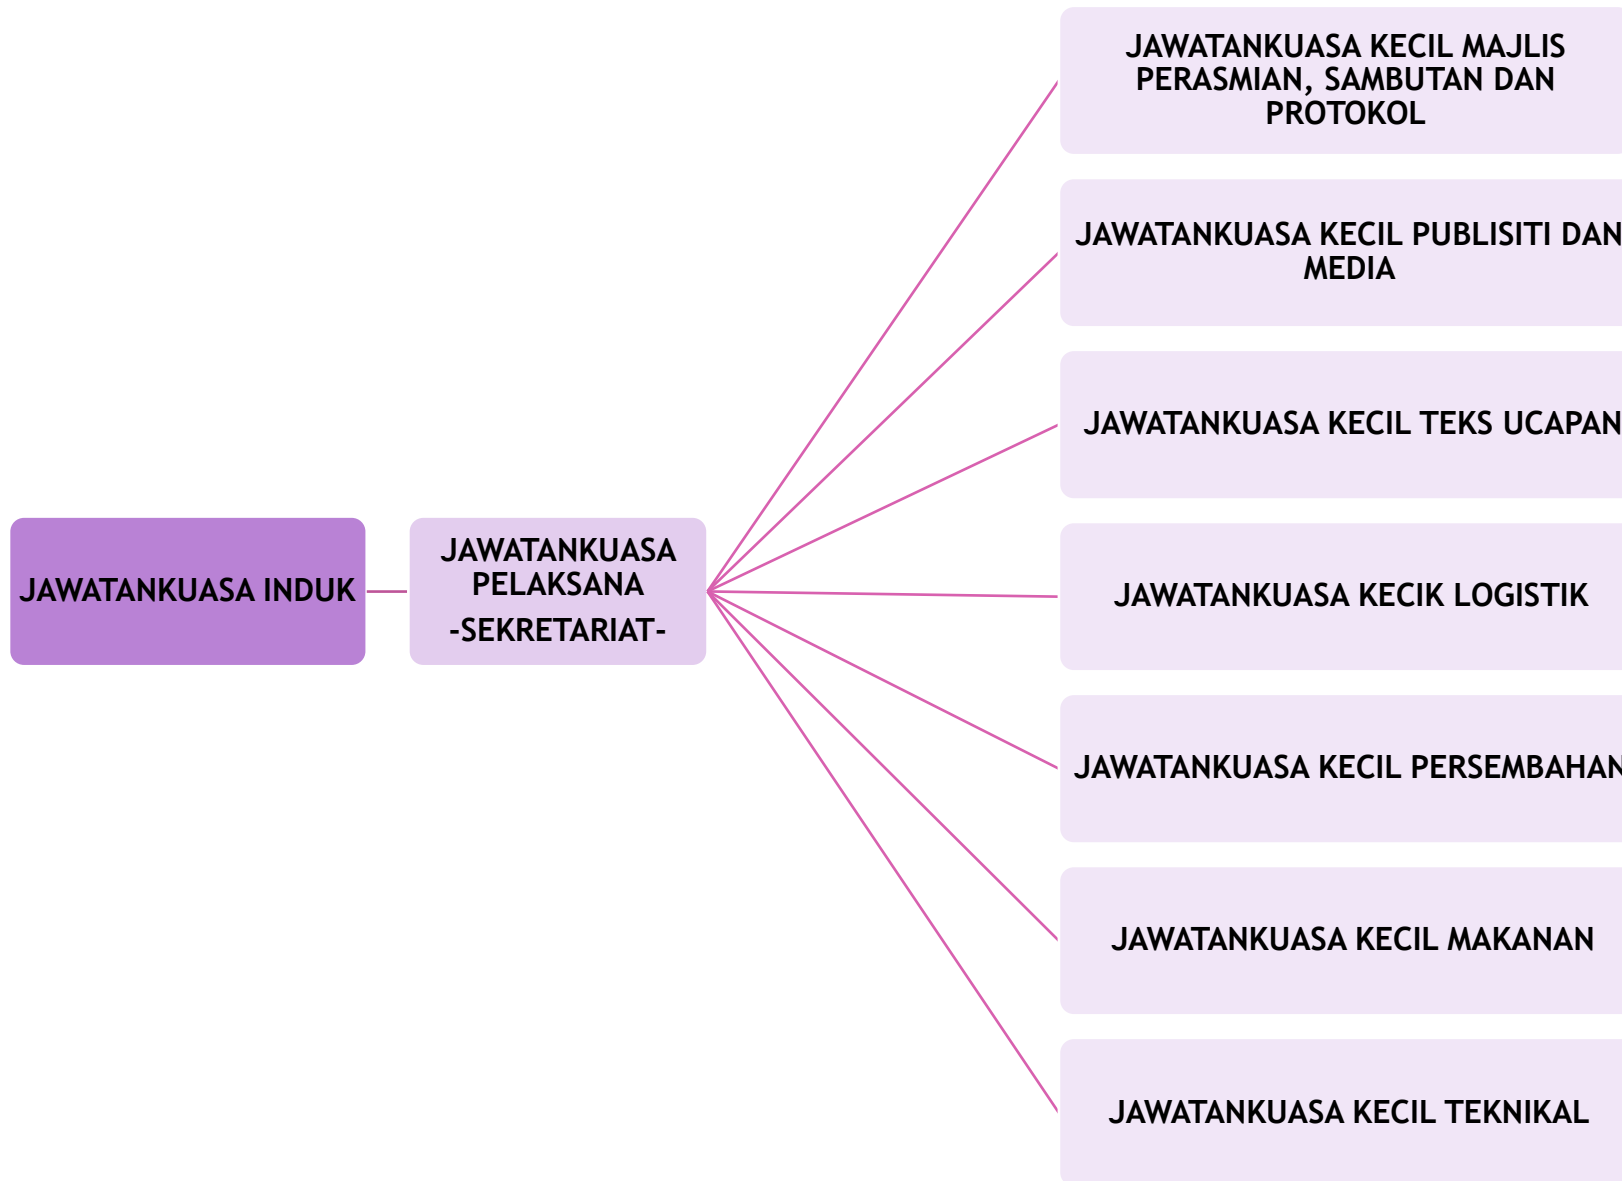 JAWATANKUASA INDUK
JAWATANKUASA
PELAKSANA
-SEKRETARIAT-
JAWATANKUASA KECIL MAJLIS
PERASMIAN, SAMBUTAN DAN
PROTOKOL
JAWATANKUASA KECIL PUBLISITI DAN
MEDIA
JAWATANKUASA KECIL TEKS UCAPAN
JAWATANKUASA KECIK LOGISTIK
JAWATANKUASA KECIL PERSEMBAHAN
JAWATANKUASA KECIL MAKANAN
JAWATANKUASA KECIL TEKNIKAL